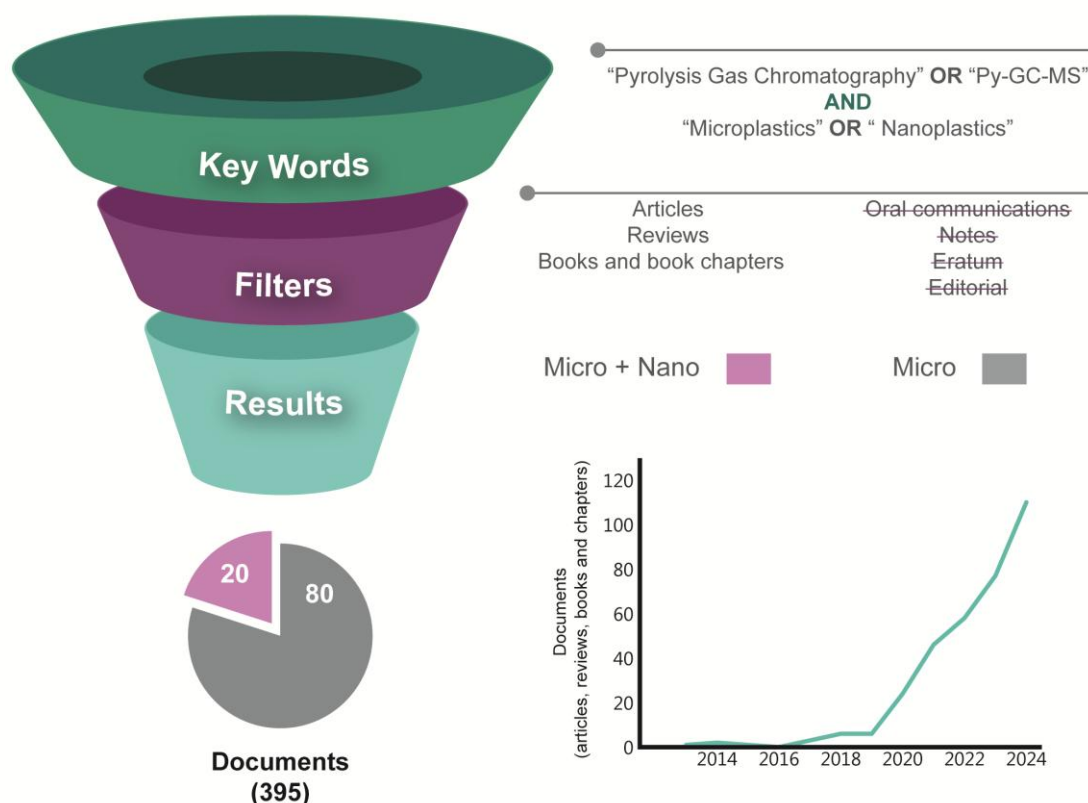 Key Words
Filters
Results
“Pyrolysis Gas Chromatography” OR “Py-GC-MS”
AND
“Microplastics” OR “ Nanoplastics”
Articles
Reviews
Books and book chapters
Oral communications
Notes
Eratum
Editorial
Micro + Nano
Micro
20
80
Documents
(395)
Documents
(articles, reviews, books and chapters)
120
100
80
60
40
20
0
2014 2016 2018 2020 2022 2024